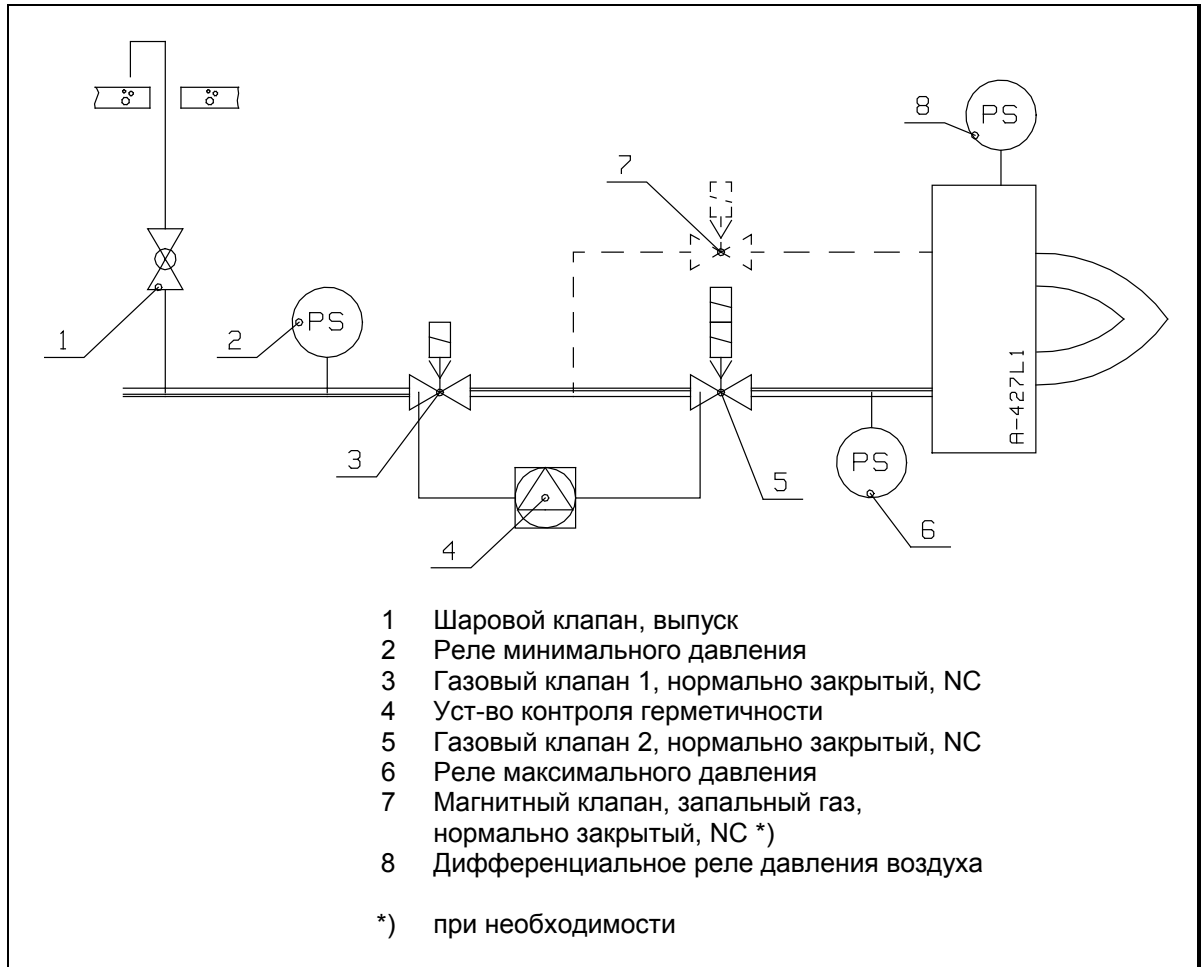 8
PS
7
1
2
PS
3
5
PS
A-427L1
4
6
1 Шаровой клапан, выпуск
2 Реле минимального давления
3 Газовый клапан 1, нормально закрытый, NC
4 Уст-во контроля герметичности
5 Газовый клапан 2, нормально закрытый, NC
6 Реле максимального давления
7 Магнитный клапан, запальный газ,
нормально закрытый, NC *)
8 Дифференциальное реле давления воздуха
*) при необходимости